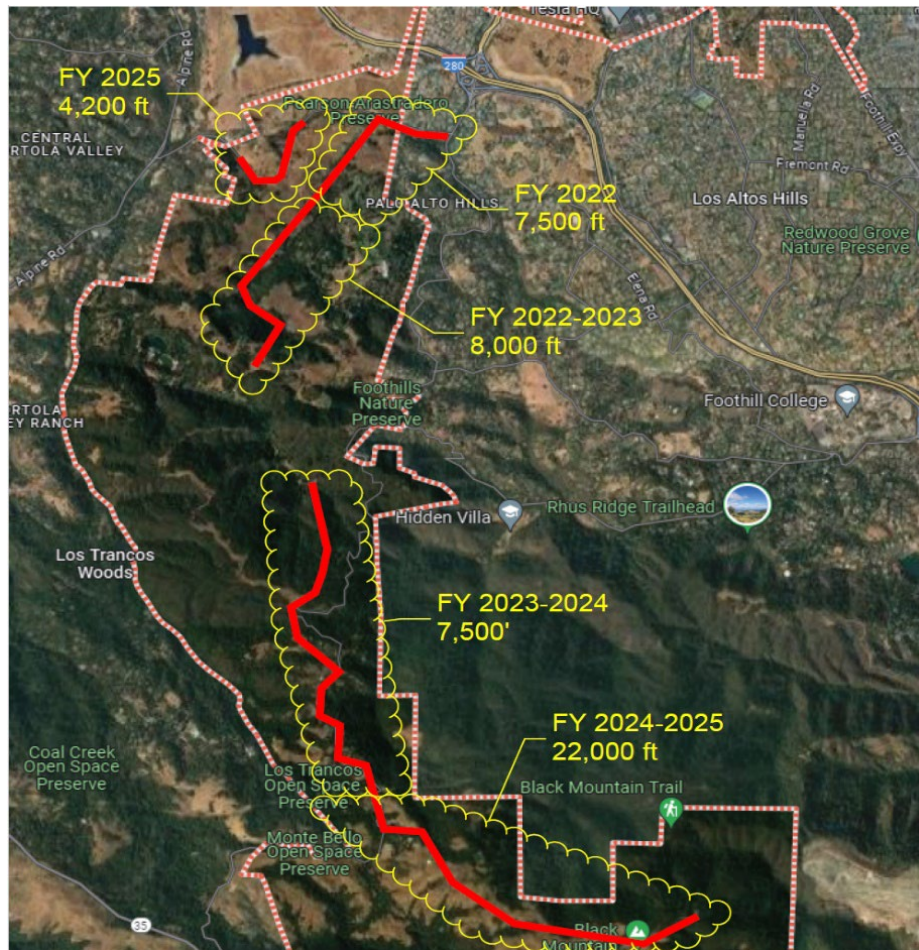 Tesla HQ
280
Alpine Rd
FY 2025
4,200 ft
Pearson-Arastradero
Preserve
Manuella Rd
Foothill Expy
CENTRAL
RTOLA VALLEY
Fremont Rd
FY 2022
7,500 ft
PALO ALTO HILLS
Los Altos Hills
Redwood Grove
Nature Preserve
Alpine Rd
Elena Rd
FY 2022-2023
8,000 ft
Foothills
Nature
Preserve
Foothill College
RTOLA
EY RANCH
Hidden Villa
Rhus Ridge Trailhead
Los Trancos
Woods
FY 2023-2024
7,500'
FY 2024-2025
22,000 ft
Coal Creek
Open Space
Preserve
Los Trancos
Open Space
Preserve
Black Mountain Trail
Monte Bello
Open Space
Preserve
35
Black
Mountain